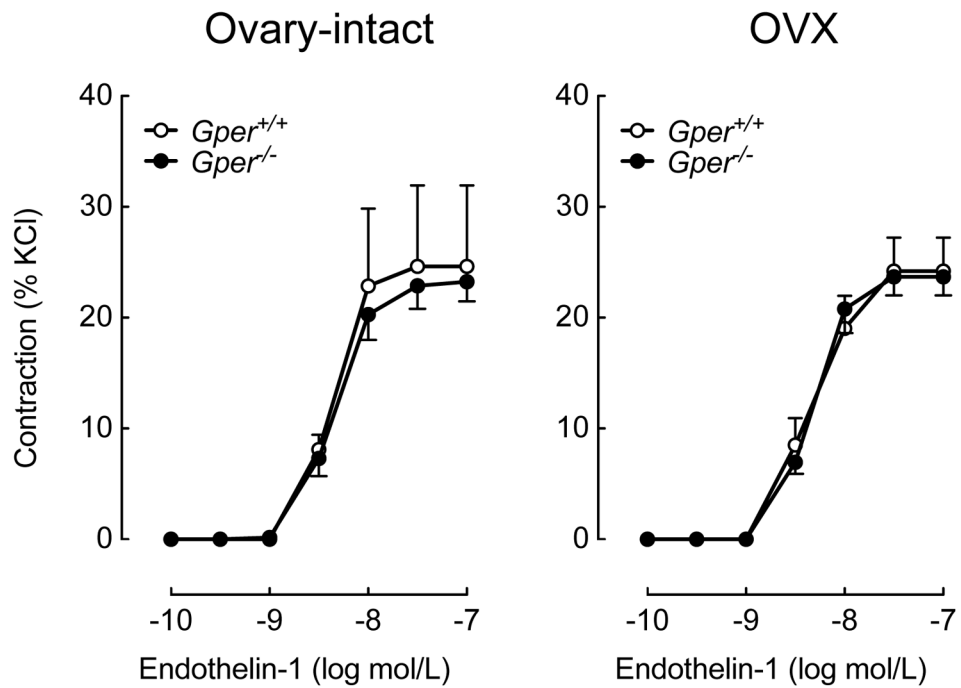 Ovary-intact
OVX
Contraction (% KCl)
40
30
20
10
0
Gper+/+
Gper-/-
-10
-9
-8
-7
Endothelin-1 (log mol/L)
40
30
20
10
0
Gper+/+
Gper-/-
-10
-9
-8
-7
Endothelin-1 (log mol/L)